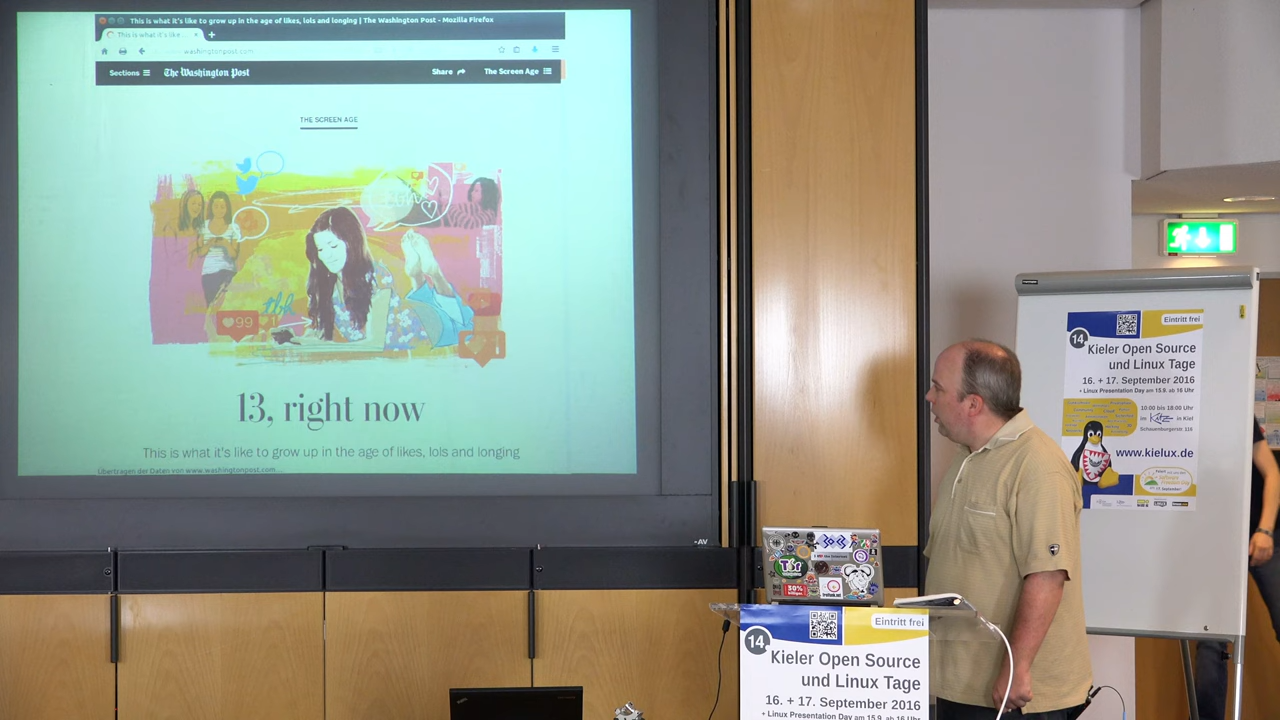 This is what it's like to grow up in the age of likes, lols and longing | The Washington Post - Mozilla Firefox
This is what it's like ...
washingtonpost.com
Sections
The Washington Post
Share
The Screen Age
THE SCREEN AGE
#tbh
99
13, right now
This is what it's like to grow up in the age of likes, lols and longing
Übertragen der Daten von www.washingtonpost.com...
AV
Eintritt frei
14
Kieler Open Source
und Linux Tage
16. + 17. September 2016
+ Linux Presentation Day am 15.9. ab 16 Uhr
10:00 bis 18:00 Uhr
im Kitz in Kiel
Schauenburgerstr. 116
www.kielux.de
Tor
50%
Eintritt frei
14
Kieler Open Source
und Linux Tage
16. + 17. September 2016
+ Linux Presentation Day am 15.9. ab 16 Uhr